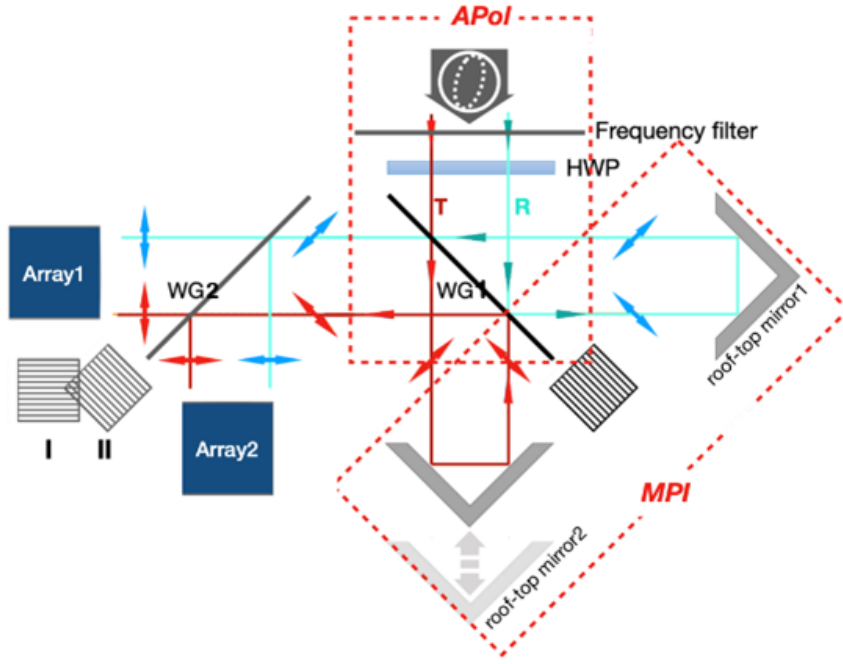 APol
Frequency filter
HWP
T
R
Array1
WG2
WG1
roof-top mirror1
I
II
Array2
MPI
roof-top mirror2